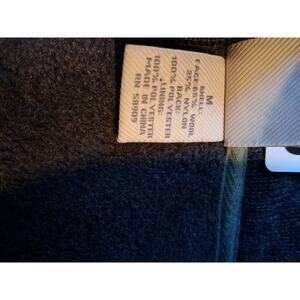 M
SHELL:
FACE:65% WOOL
35% NYLON
BACK:
100% POLYESTER
LINING:
100% POLYESTER
MADE IN CHINA
RN 58909